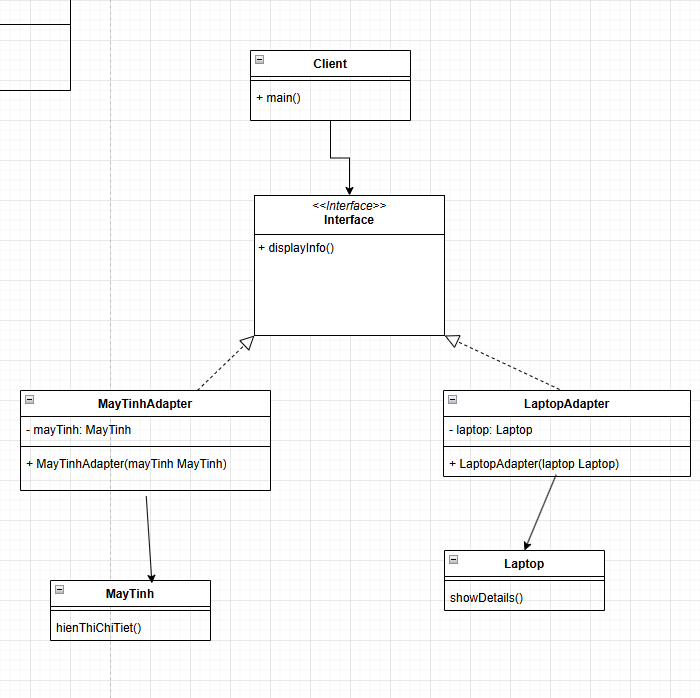 Client
+ main()
<<Interface>>
Interface
+ displayInfo()
MayTinhAdapter
- mayTinh: MayTinh
+ MayTinhAdapter(mayTinh MayTinh)
LaptopAdapter
- laptop: Laptop
+ LaptopAdapter(laptop Laptop)
MayTinh
hienThiChiTiet()
Laptop
showDetails()